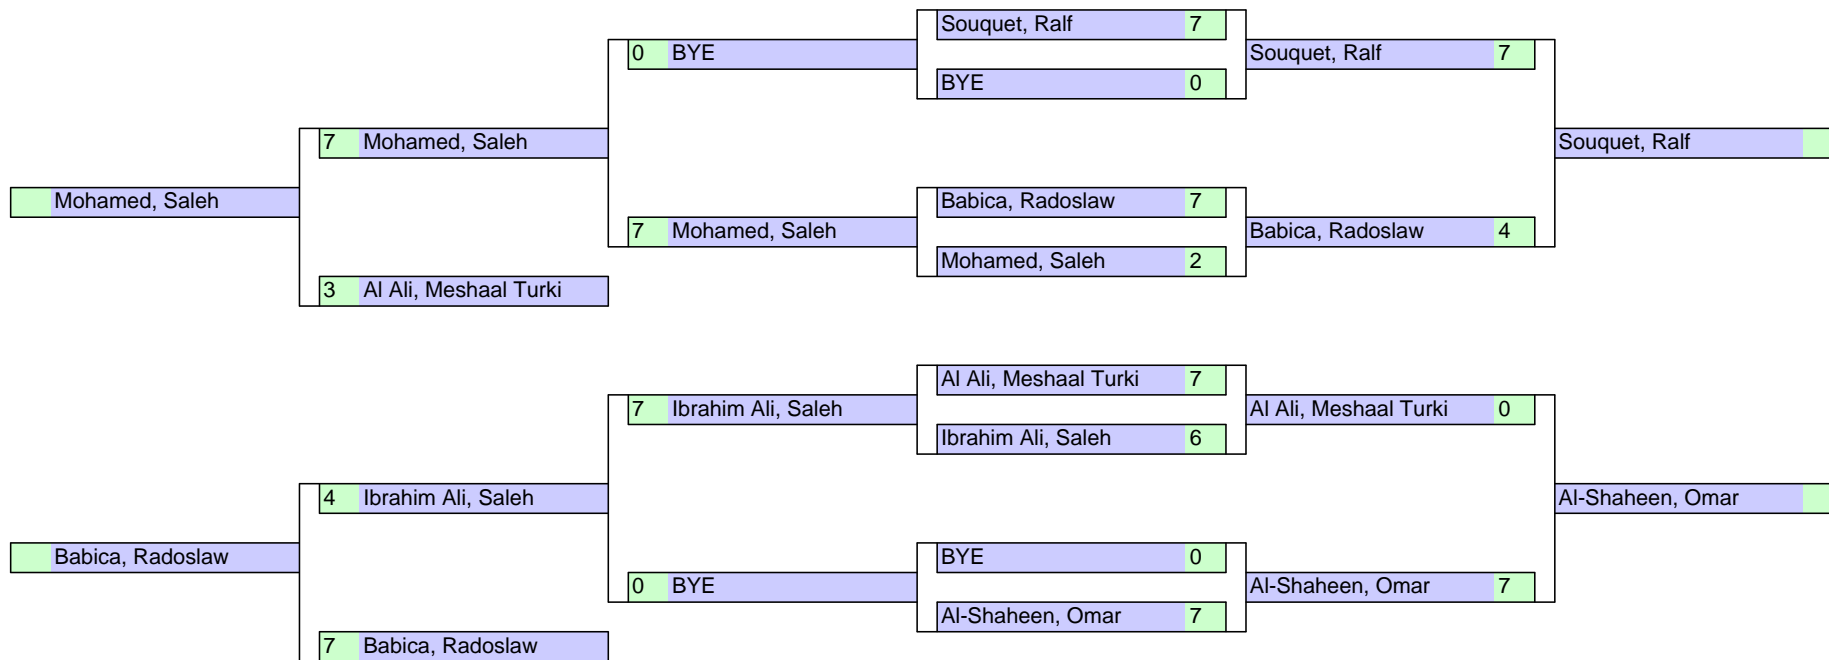 Souquet, Ralf 7
0 BYE Souquet, Ralf 7
BYE 0
7 Mohamed, Saleh Souquet, Ralf
Mohamed, Saleh Babica, Radoslaw 7
7 Mohamed, Saleh Babica, Radoslaw 4
Mohamed, Saleh 2
3 Al Ali, Meshaal Turki
Al Ali, Meshaal Turki 7
7 Ibrahim Ali, Saleh Al Ali, Meshaal Turki 0
Ibrahim Ali, Saleh 6
4 Ibrahim Ali, Saleh Al-Shaheen, Omar
Babica, Radoslaw BYE 0
0 BYE Al-Shaheen, Omar 7
Al-Shaheen, Omar 7
7 Babica, Radoslaw